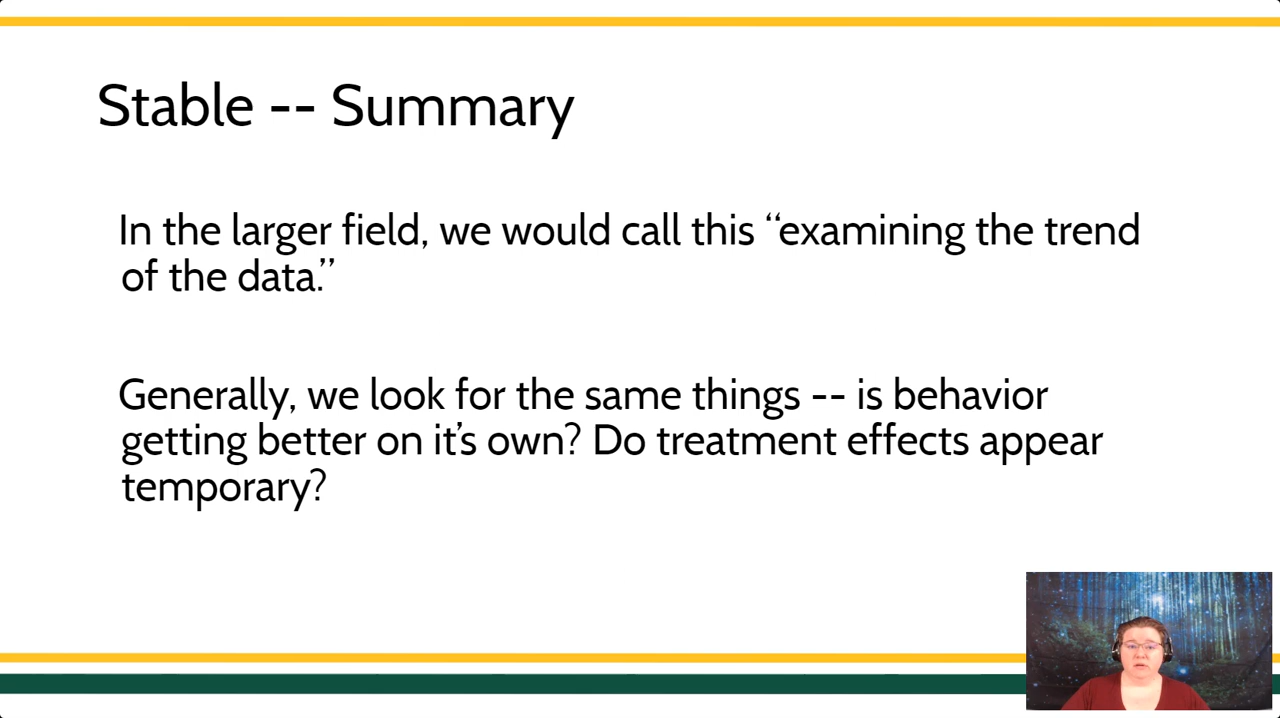 Stable -- Summary
In the larger field, we would call this “examining the trend
of the data.”
Generally, we look for the same things -- is behavior
getting better on it’s own? Do treatment effects appear
temporary?